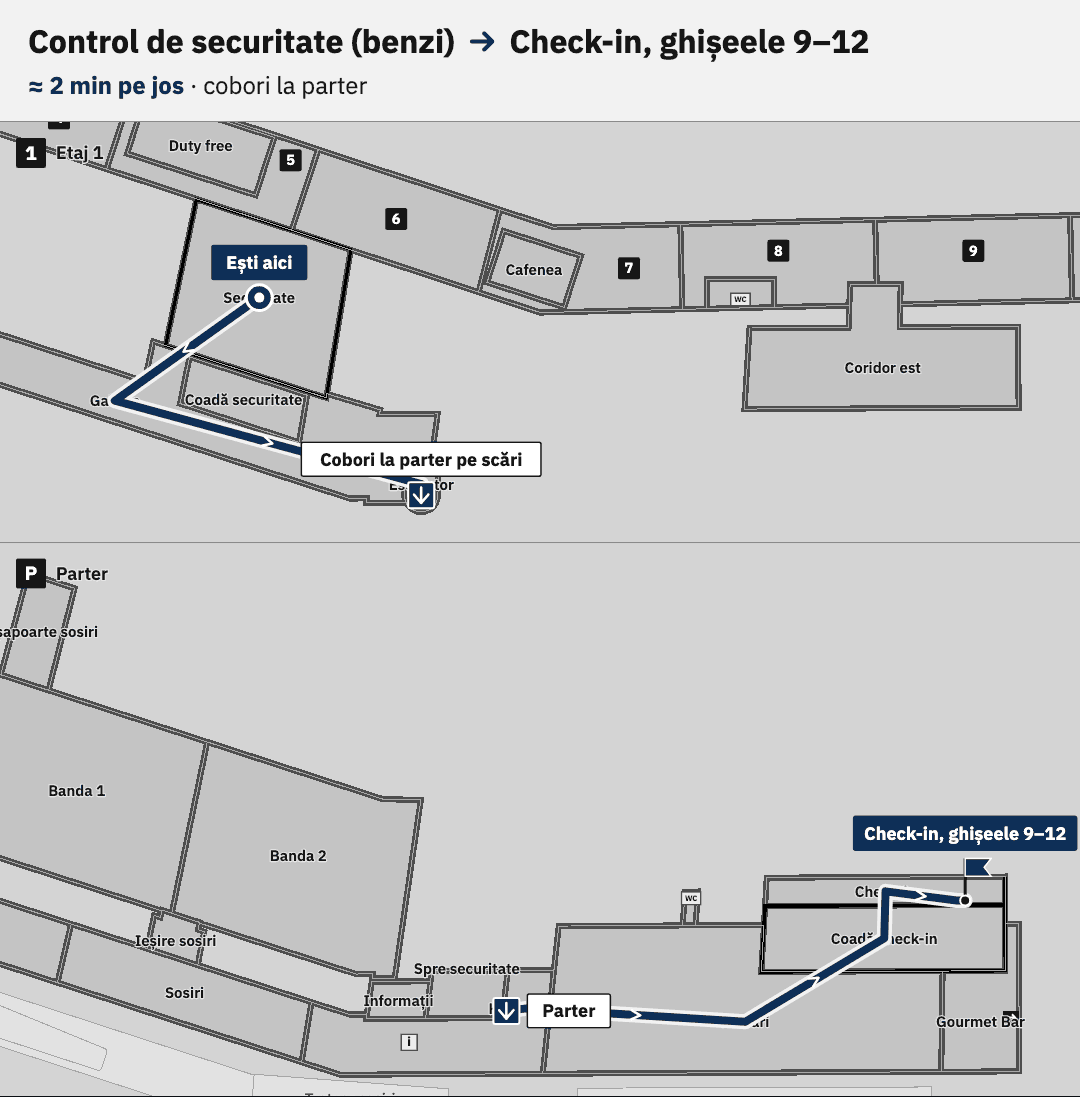 Control de securitate (benzi) → Check-in, ghișeele 9–12
≈ 2 min pe jos · cobori la parter
1 Etaj 1
Duty free
5
6
Ești aici
Cafenea
7
8
9
WC
Coridor est
Coadă securitate
Cobori la parter pe scări
P Parter
sapoarte sosiri
Banda 1
Banda 2
Check-in, ghișeele 9–12
WC
Ieșire sosiri
Spre securitate
Sosiri
Informații
Parter
i
Gourmet Bar